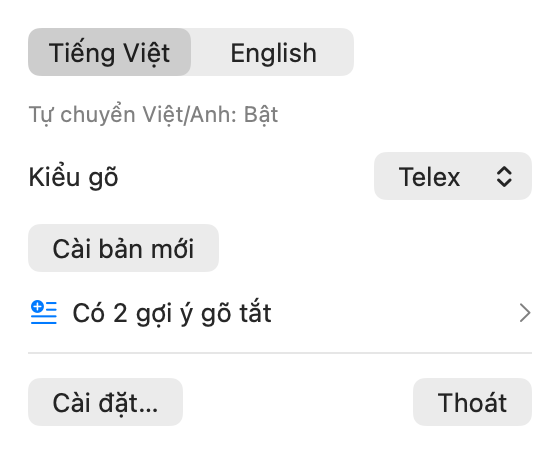 Tiếng Việt English
Tự chuyển Việt/Anh: Bật
Kiểu gõ Telex
Cài bản mới
Có 2 gợi ý gõ tắt
Cài đặt... Thoát